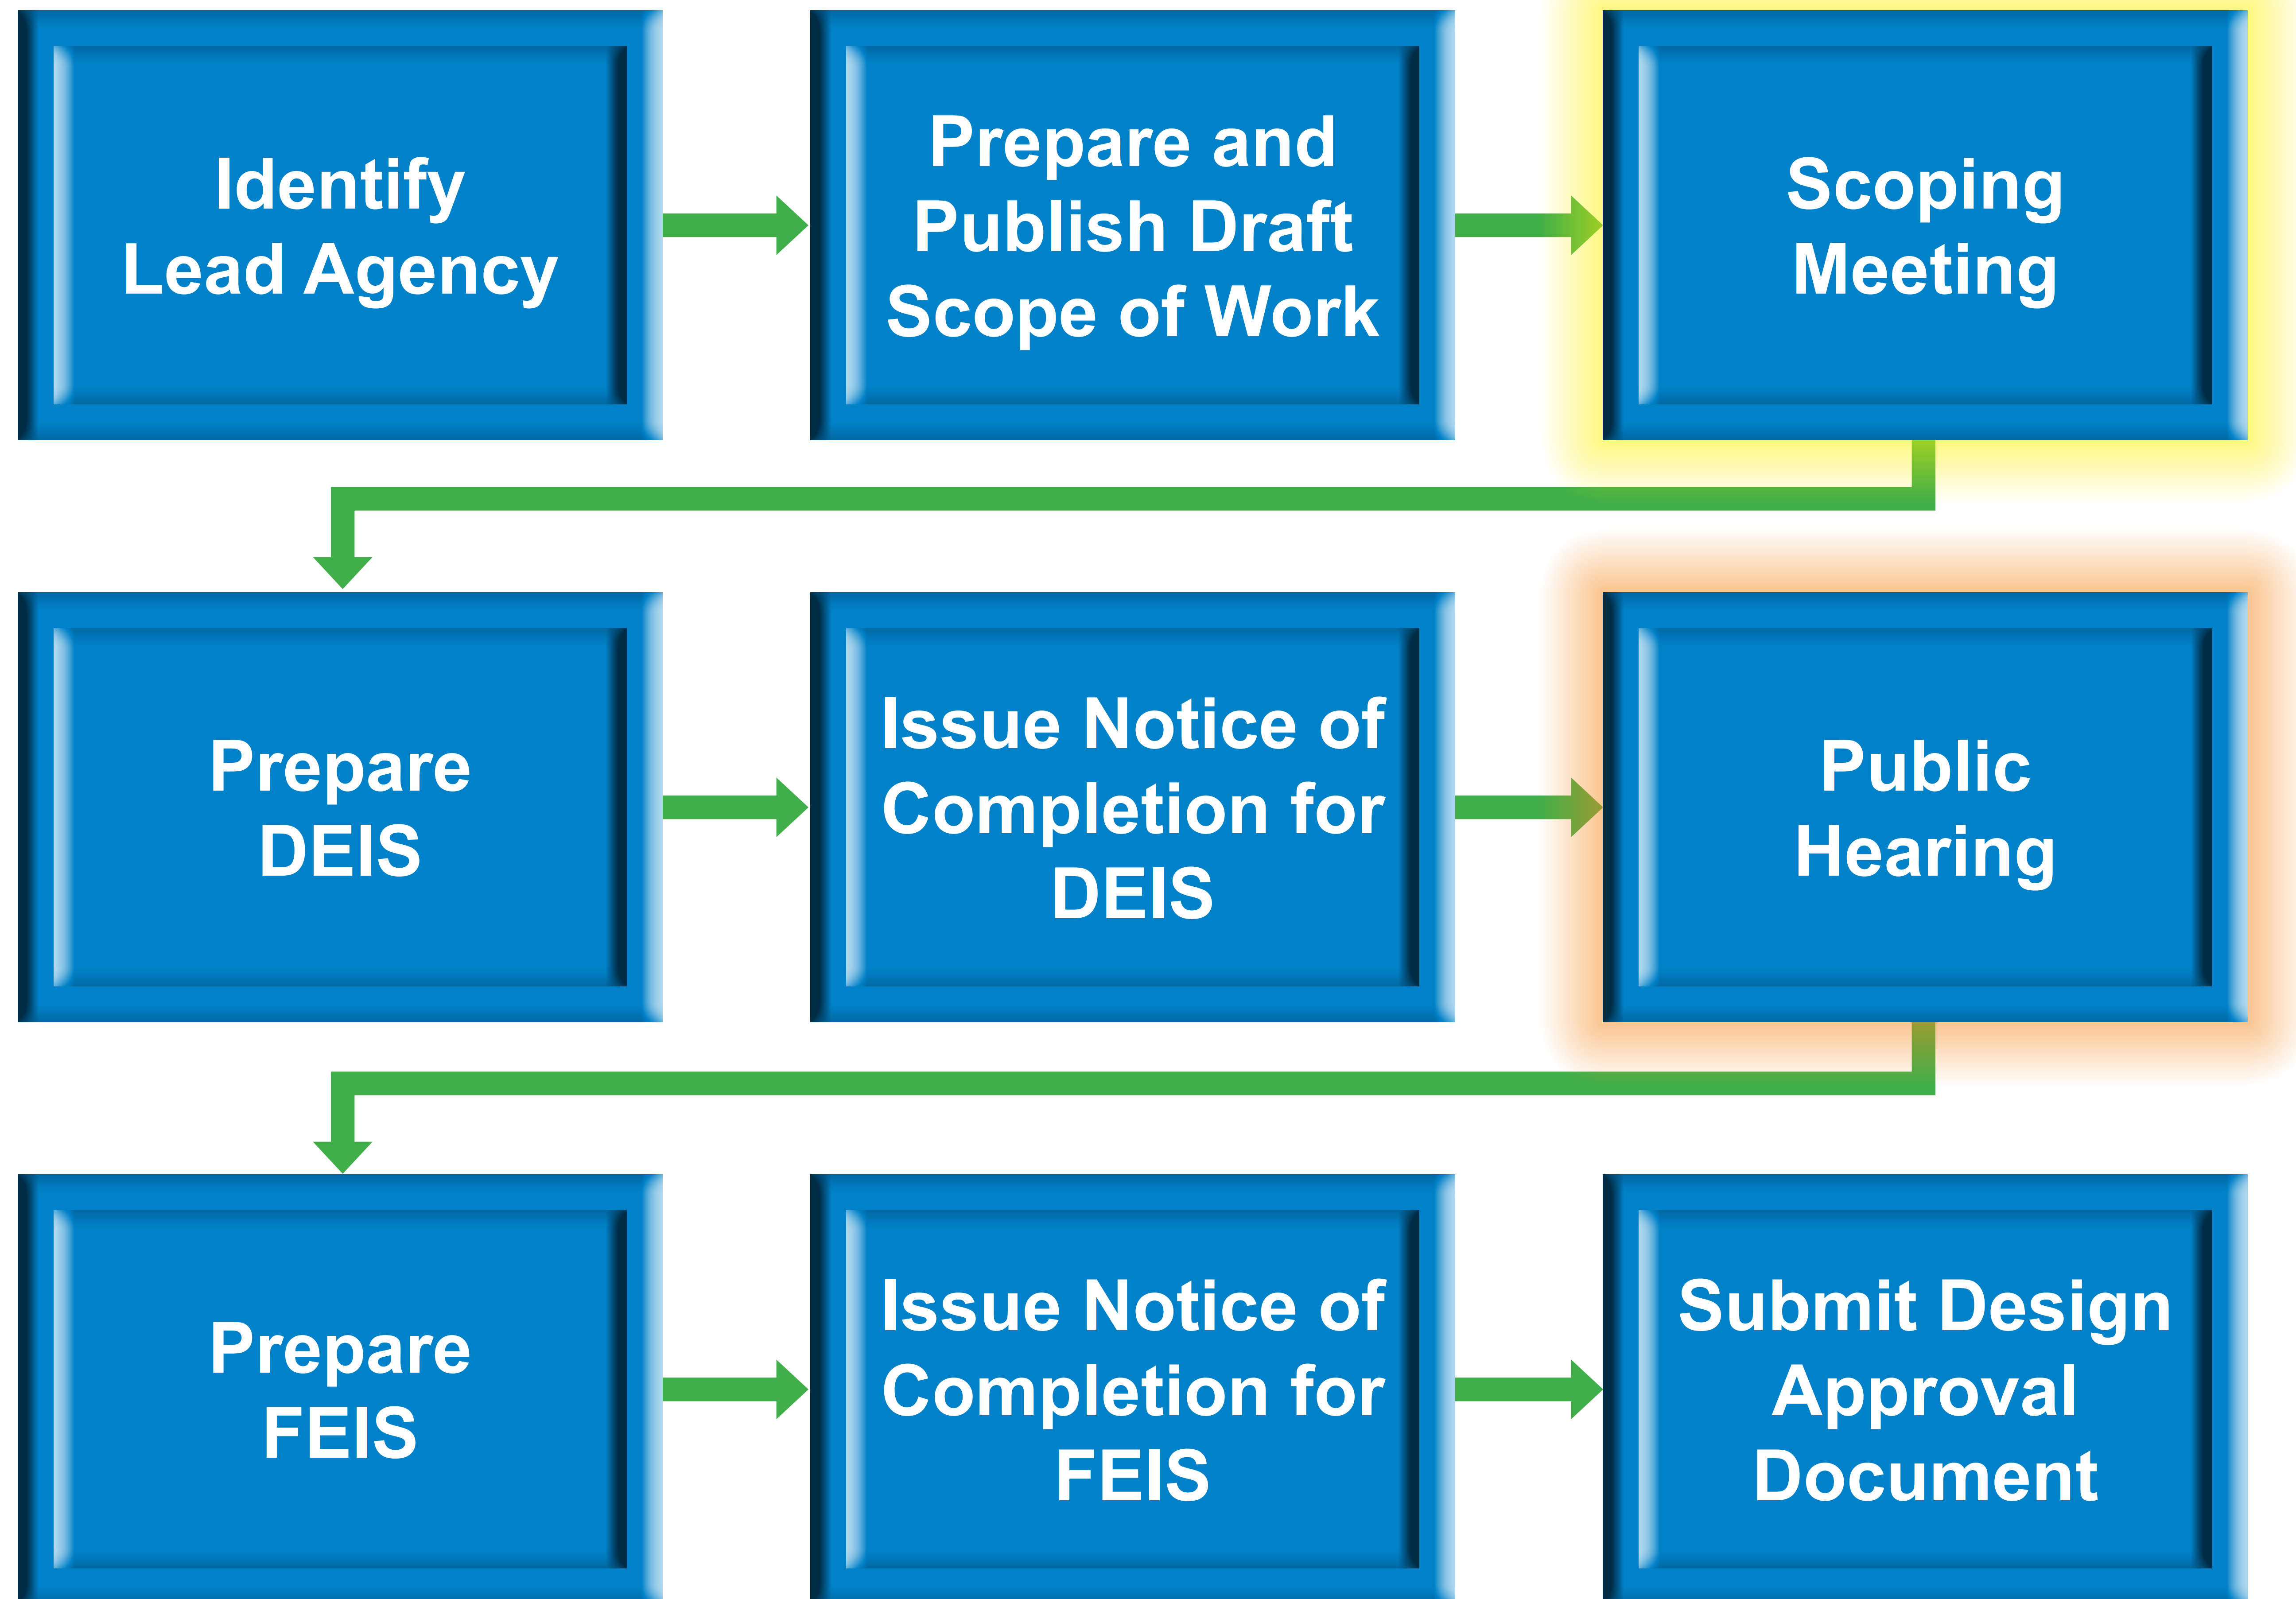 Identify
Lead Agency
Prepare and
Publish Draft
Scope of Work
Scoping
Meeting
Prepare
DEIS
Issue Notice of
Completion for
DEIS
Public
Hearing
Prepare
FEIS
Issue Notice of
Completion for
FEIS
Submit Design
Approval
Document